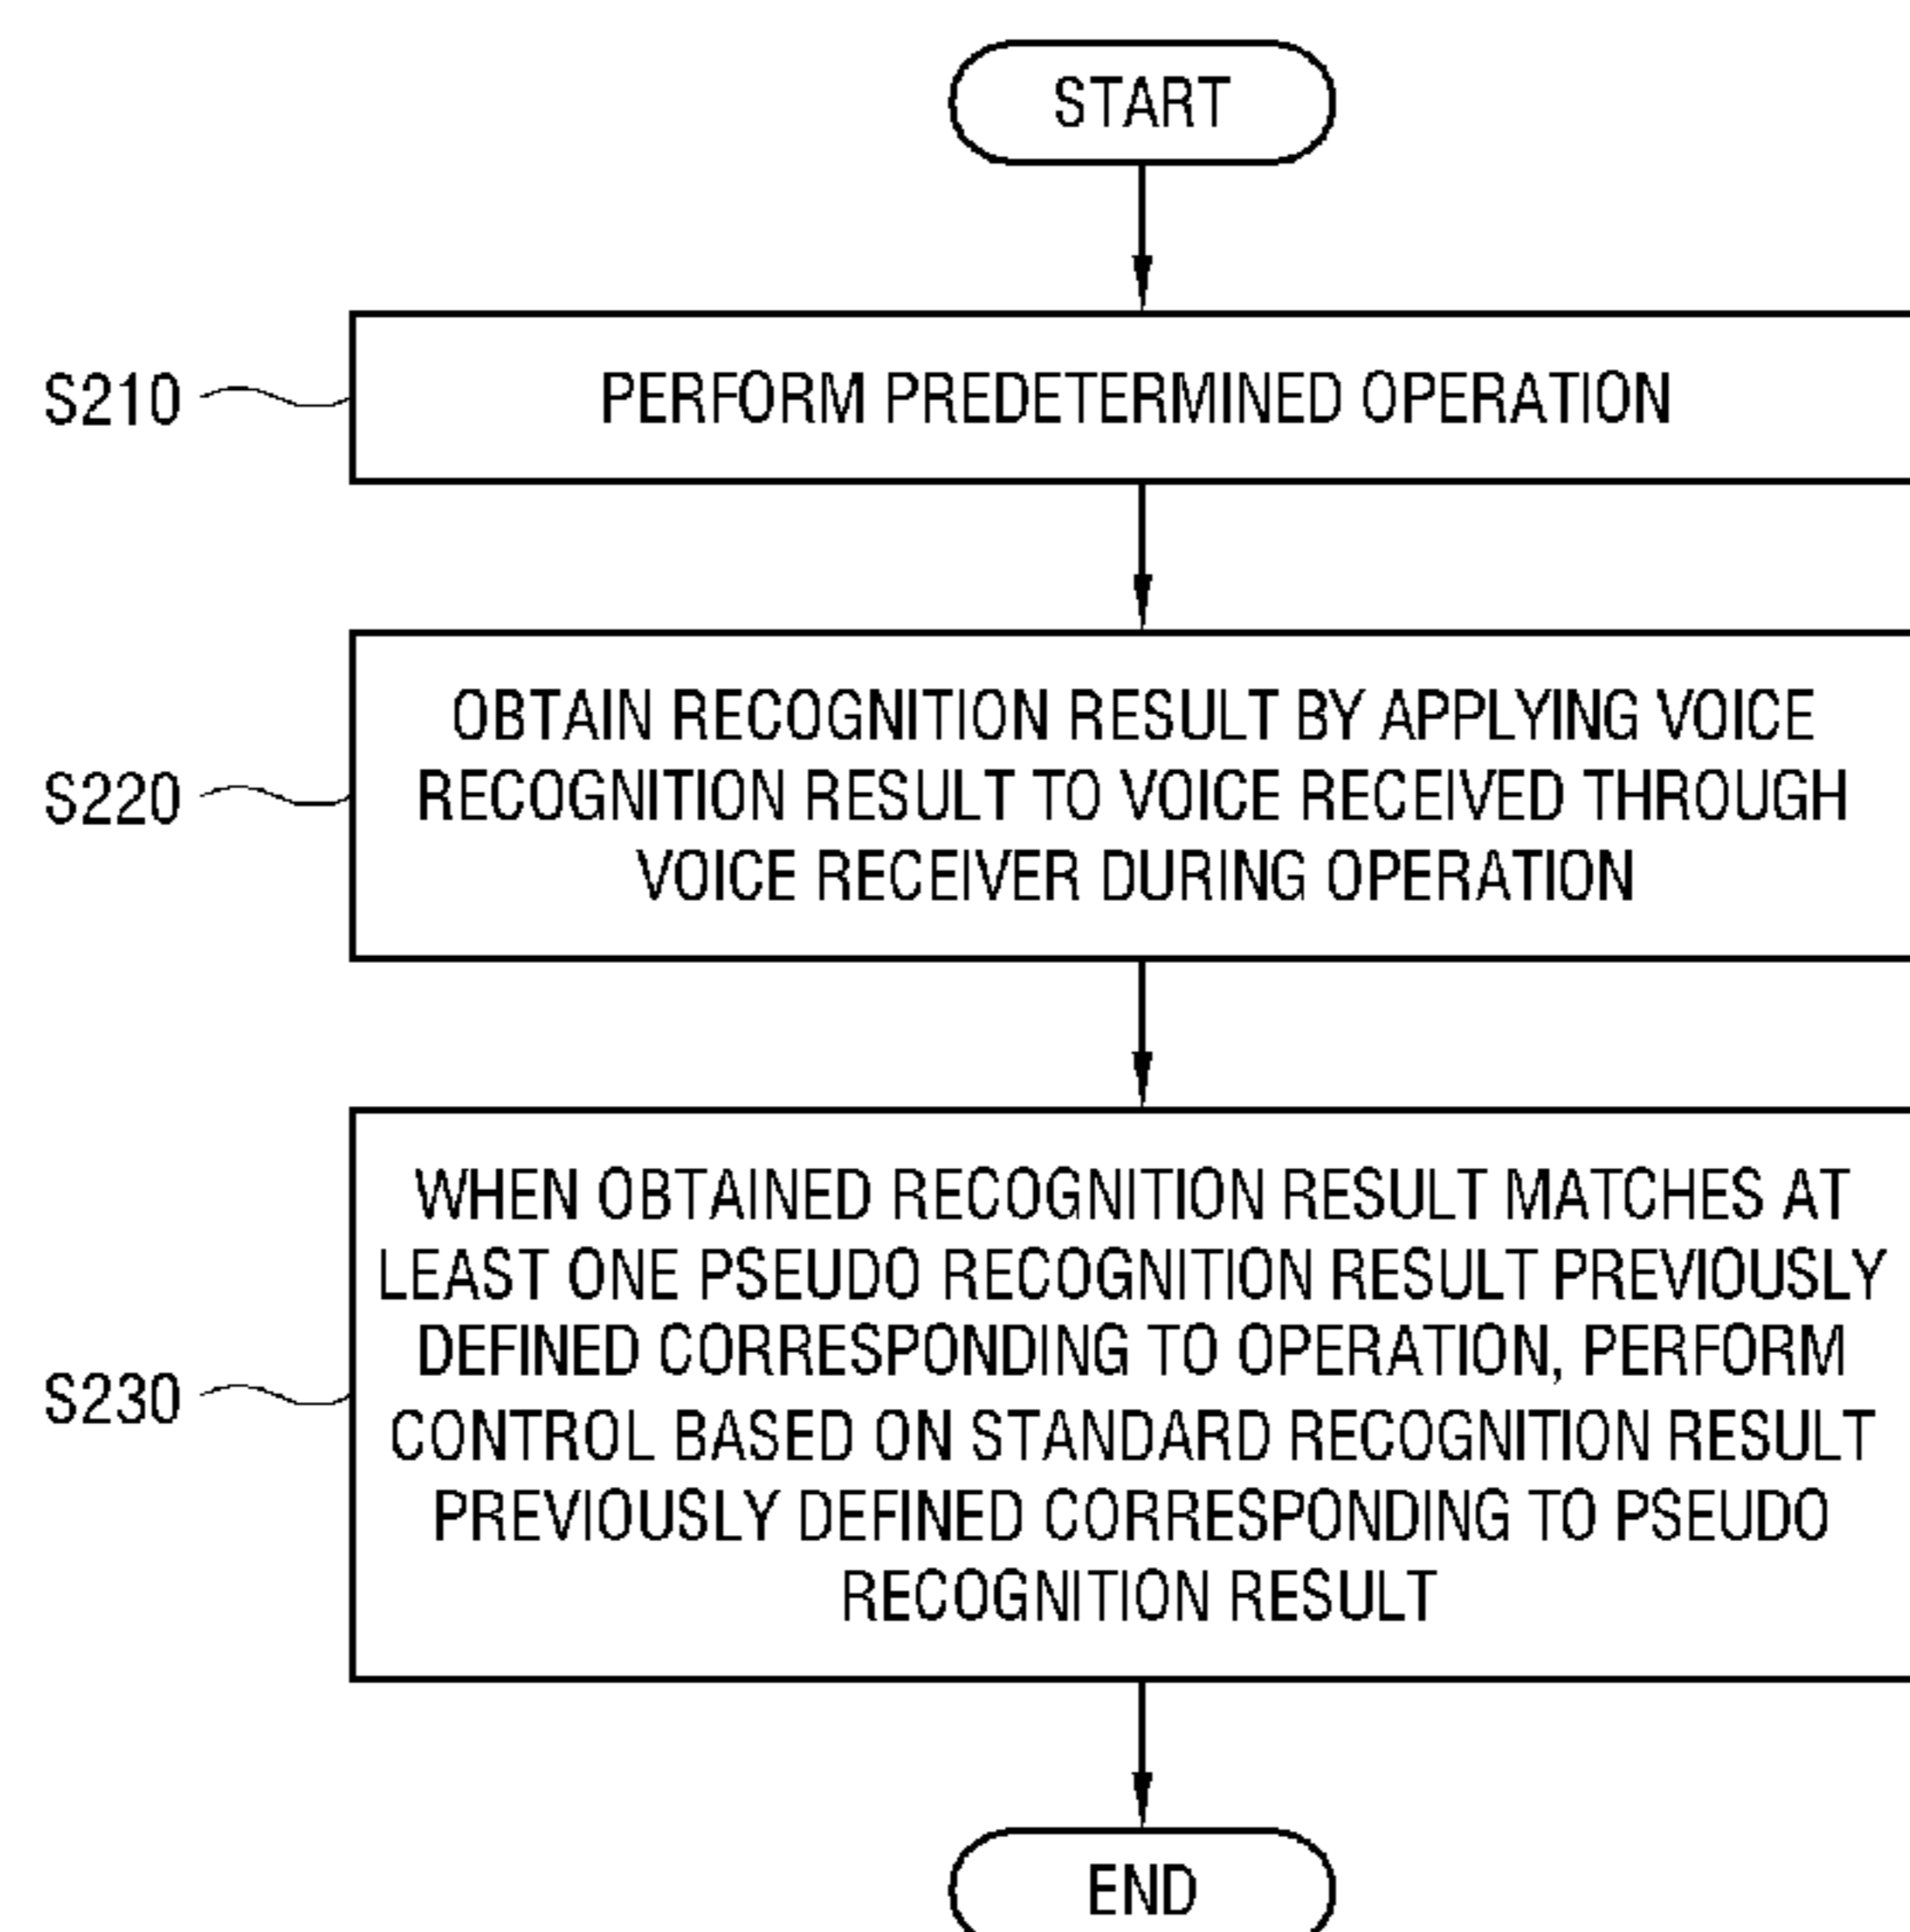 START
S210
PERFORM PREDETERMINED OPERATION
S220
OBTAIN RECOGNITION RESULT BY APPLYING VOICE
RECOGNITION RESULT TO VOICE RECEIVED THROUGH
VOICE RECEIVER DURING OPERATION
S230
WHEN OBTAINED RECOGNITION RESULT MATCHES AT
LEAST ONE PSEUDO RECOGNITION RESULT PREVIOUSLY
DEFINED CORRESPONDING TO OPERATION, PERFORM
CONTROL BASED ON STANDARD RECOGNITION RESULT
PREVIOUSLY DEFINED CORRESPONDING TO PSEUDO
RECOGNITION RESULT
END